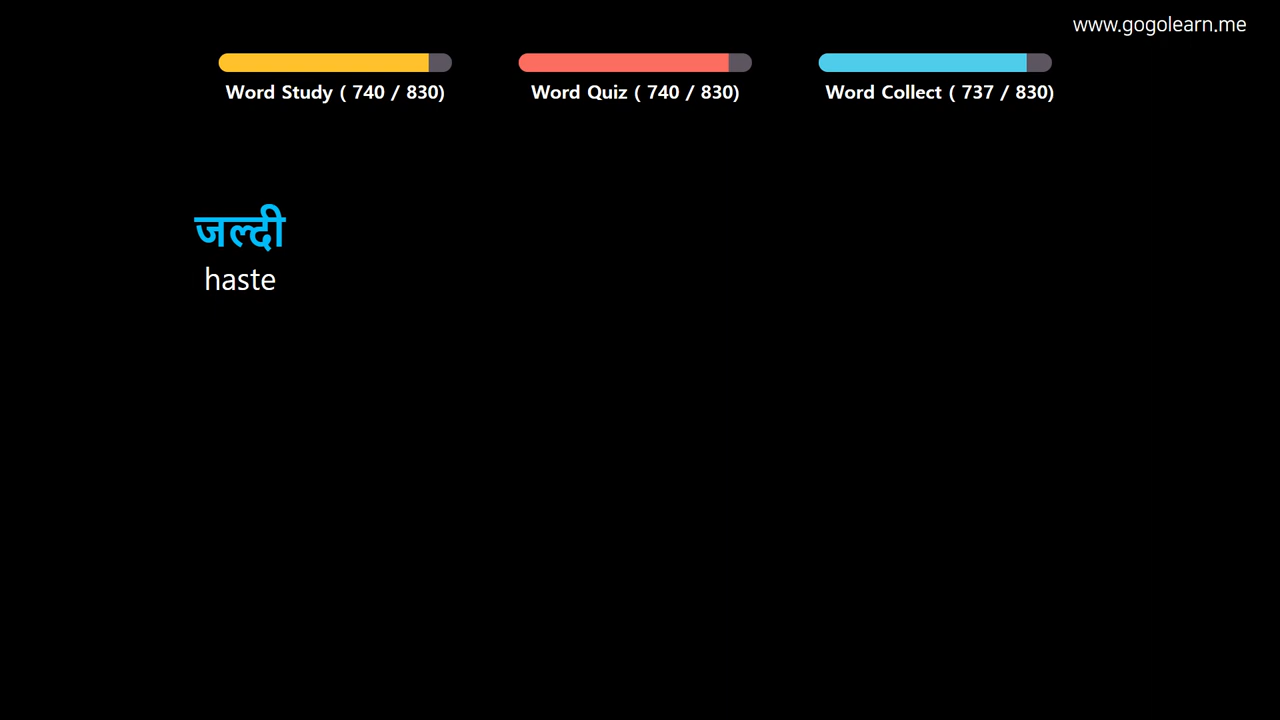 www.gogolearn.me
Word Study ( 740 / 830)
Word Quiz ( 740 / 830)
Word Collect ( 737 / 830)
जल्दी
haste